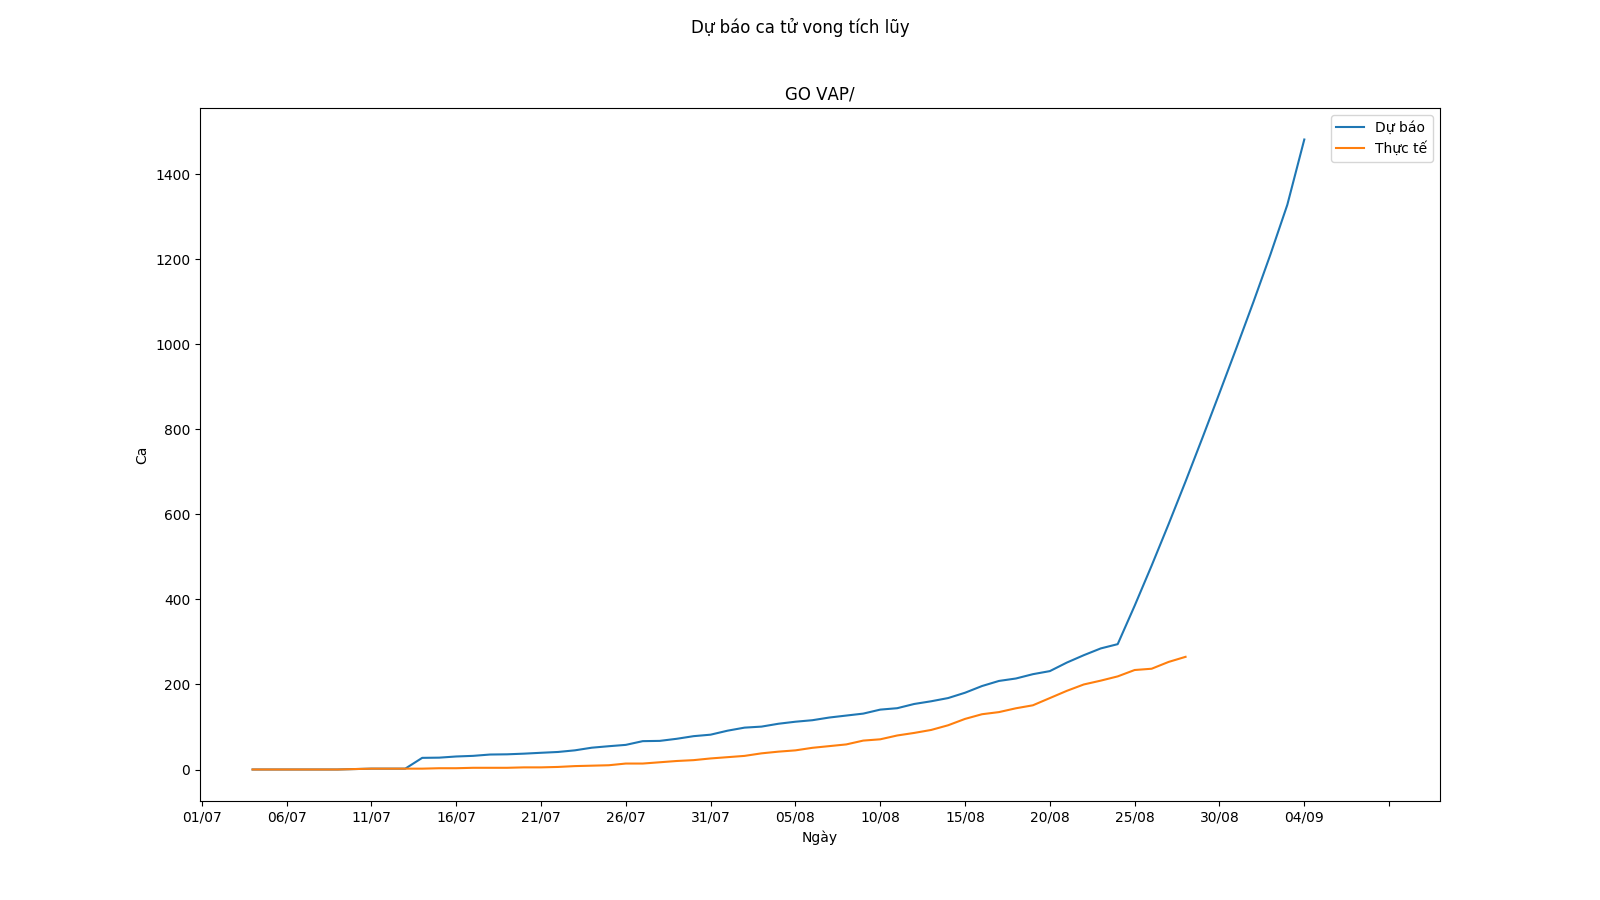 Dự báo ca tử vong tích lũy
GO VAP/
Dự báo
Thực tế
1400
1200
1000
800
600
400
200
0
Ca
01/07 06/07 11/07 16/07 21/07 26/07 31/07 05/08 10/08 15/08 20/08 25/08 30/08 04/09
Ngày